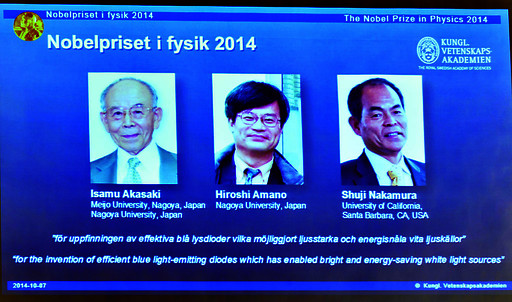 Nobelpriset i fysik 2014
The Nobel Prize in Physics 2014
Nobelpriset i fysik 2014
KUNGL.
VETENSKAPS-
AKADEMIEN
THE ROYAL SWEDISH ACADEMY OF SCIENCES
Isamu Akasaki
Meijo University, Nagoya, Japan
Nagoya University, Japan
Hiroshi Amano
Nagoya University, Japan
Shuji Nakamura
University of California,
Santa Barbara, CA, USA
"för uppfinningen av effektiva blå lysdioder vilka möjliggjort ljusstarka och energisnåla vita ljuskällor"
"for the invention of efficient blue light-emitting diodes which has enabled bright and energy-saving white light sources"
2014-10-07
© Kungl. Vetenskapsakademien